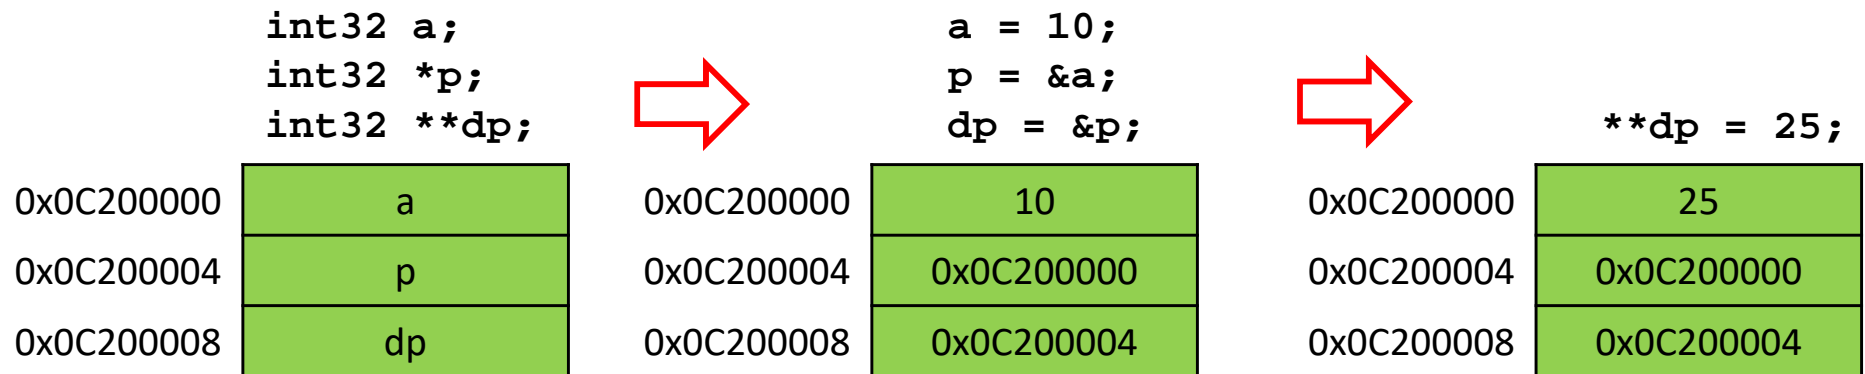 int32 a;
int32 *p;
int32 **dp;
0x0C200000 a
0x0C200004 p
0x0C200008 dp
a = 10;
p = &a;
dp = &p;
0x0C200000 10
0x0C200004 0x0C200000
0x0C200008 0x0C200004
**dp = 25;
0x0C200000 25
0x0C200004 0x0C200000
0x0C200008 0x0C200004